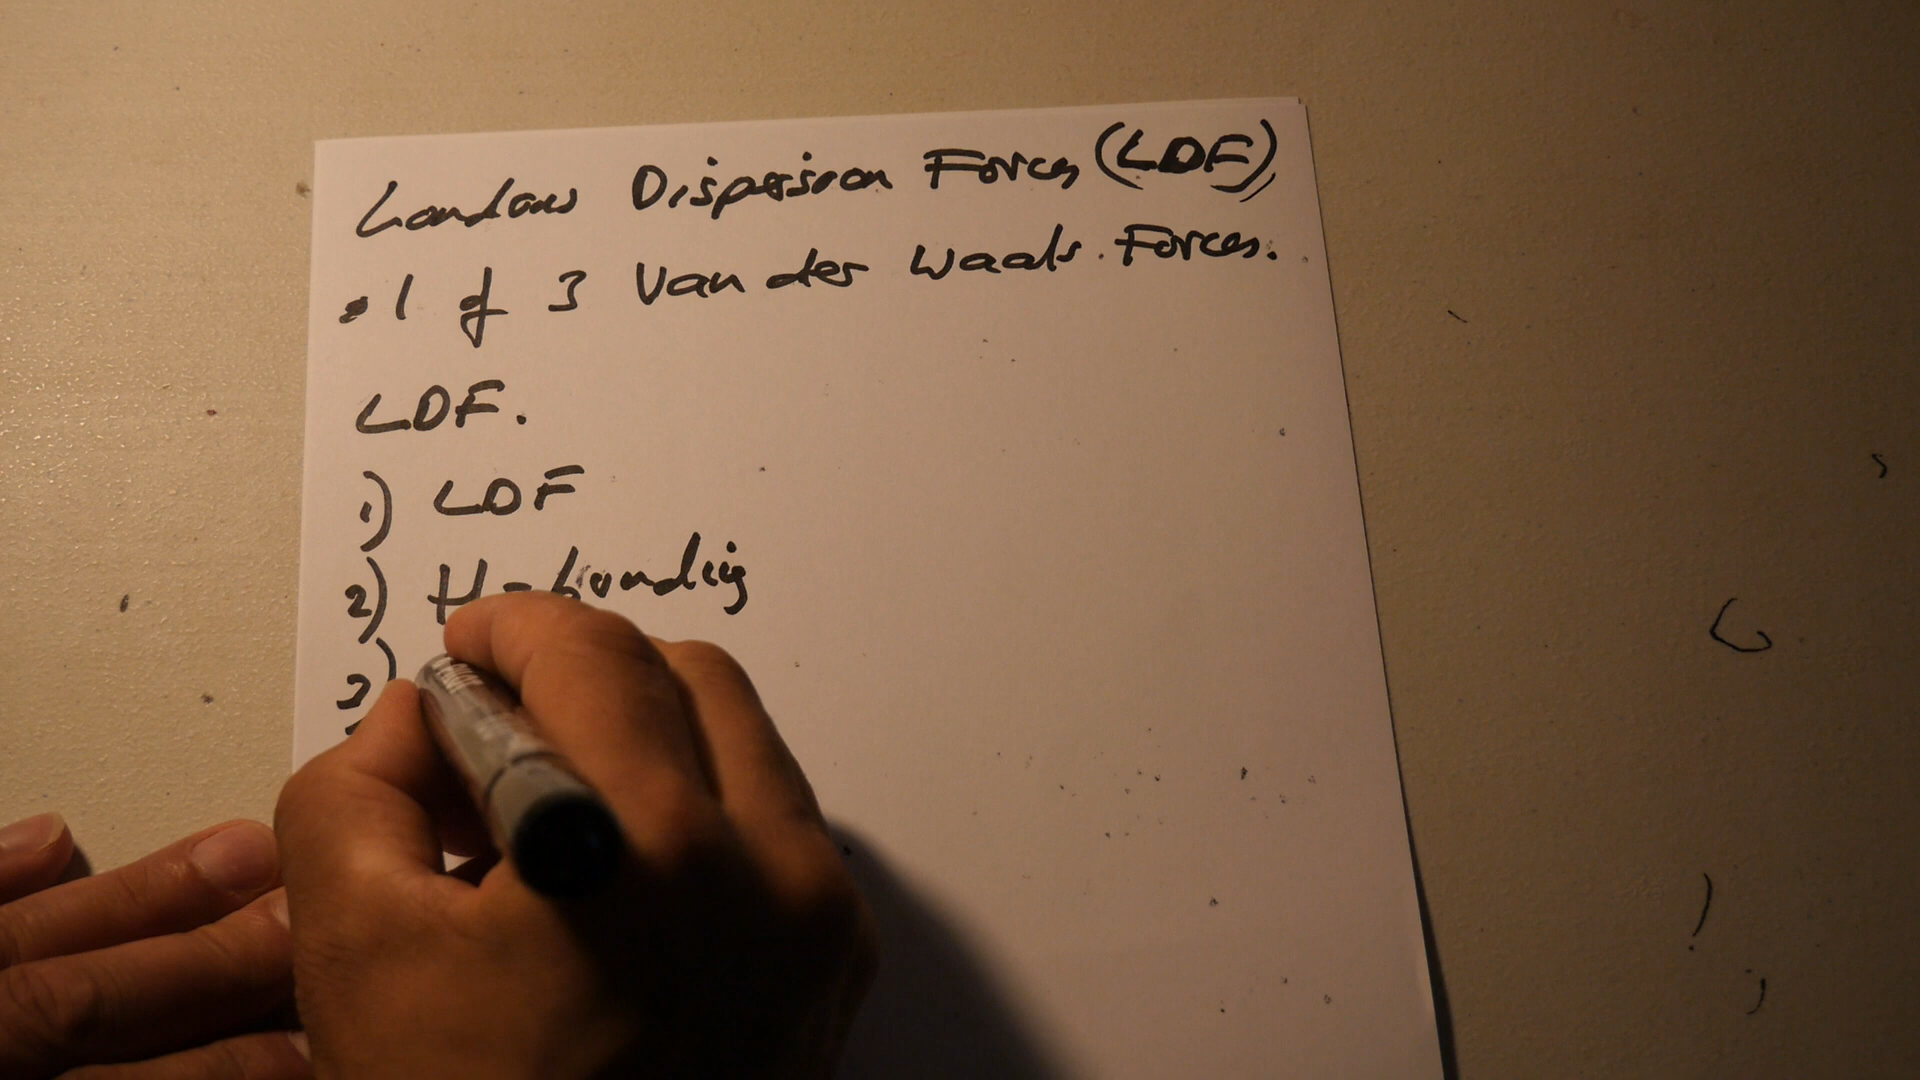 London Dispersion Forces (LDF)
• 1 of 3 Van der Waals Forces.
LDF.
1) LDF
2) H-bonding
3)